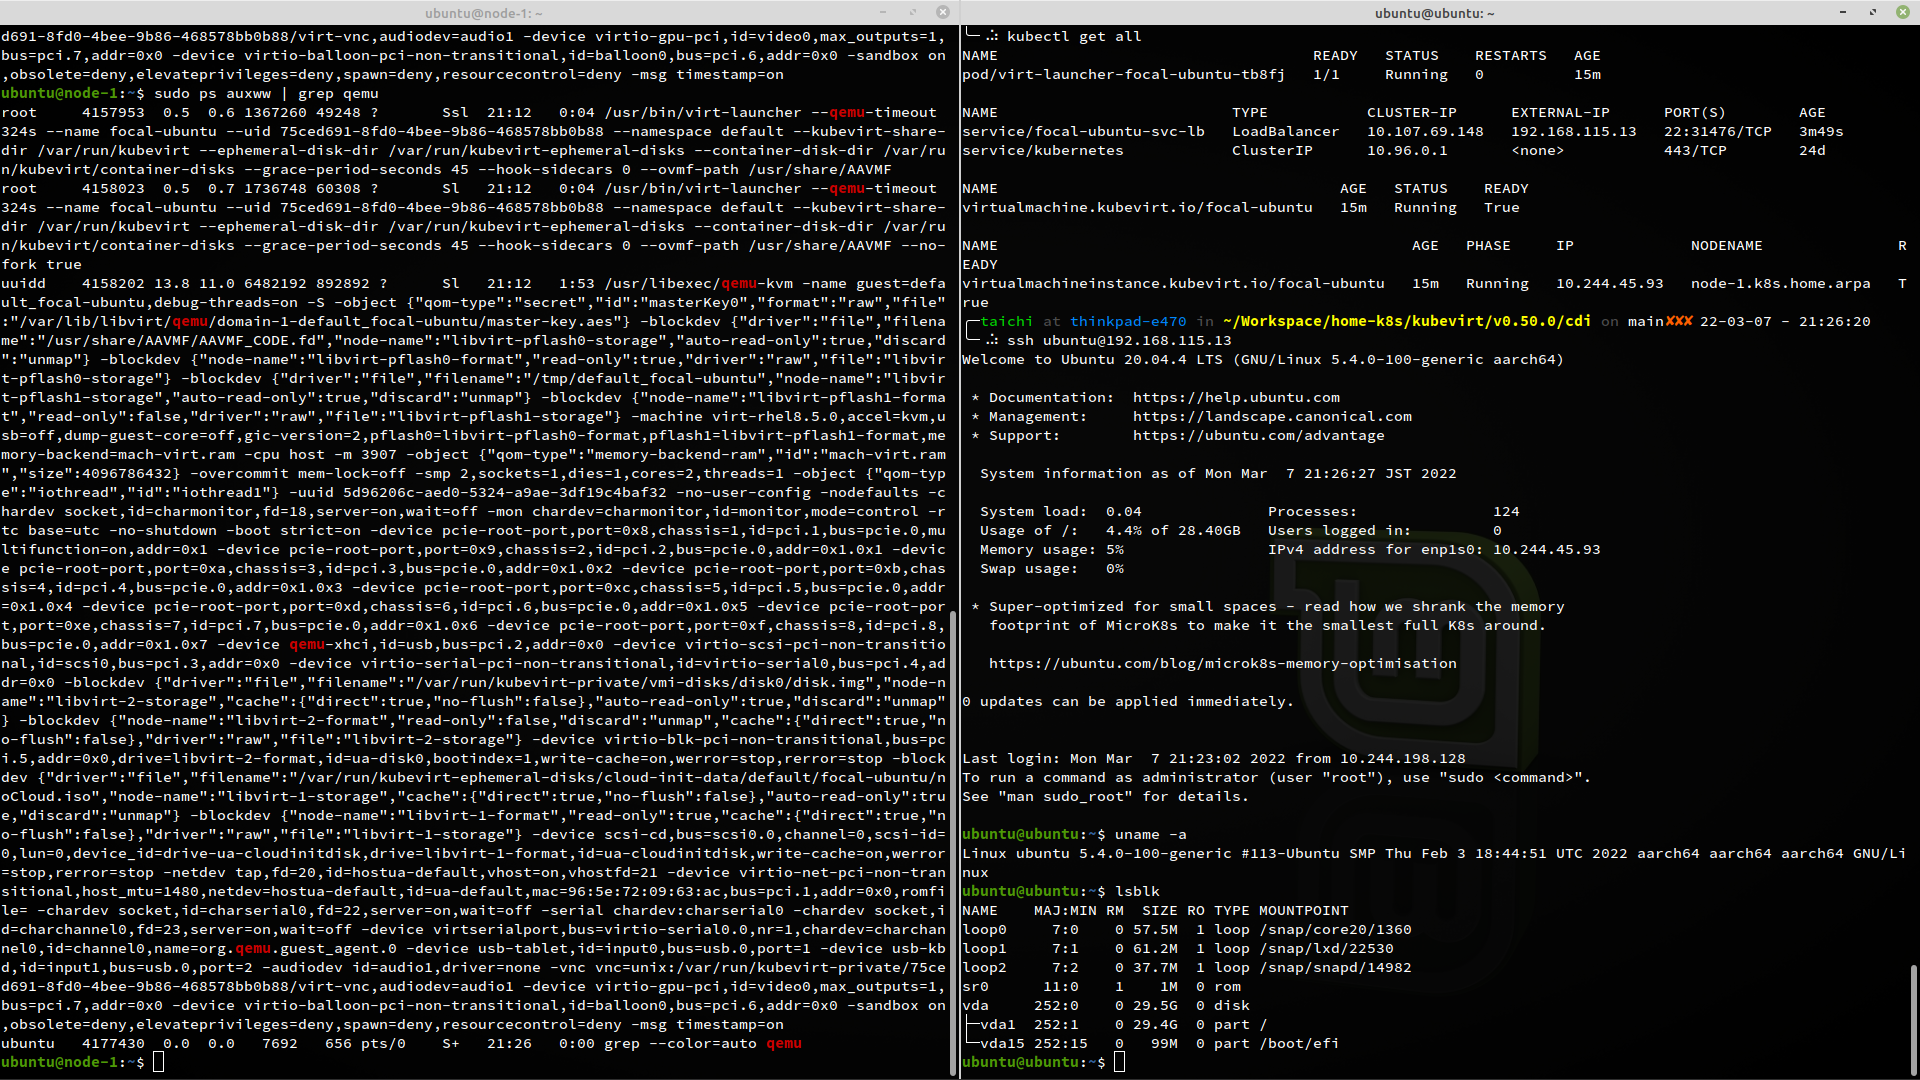 ubuntu@node-1: ~
d691-8fd0-4bee-9b86-468578bb0b88/virt-vnc,audiodev=audio1 -device virtio-gpu-pci,id=video0,max_outputs=1,
bus=pci.7,addr=0x0 -device virtio-balloon-pci-non-transitional,id=balloon0,bus=pci.6,addr=0x0 -sandbox on
,obsolete=deny,elevateprivileges=deny,spawn=deny,resourcecontrol=deny -msg timestamp=on
ubuntu@node-1:~$ sudo ps auxww | grep qemu
root     4157953  0.5  0.6 1367260 49248 ?       Ssl  21:12   0:04 /usr/bin/virt-launcher --qemu-timeout
324s --name focal-ubuntu --uid 75ced691-8fd0-4bee-9b86-468578bb0b88 --namespace default --kubevirt-share-
dir /var/run/kubevirt --ephemeral-disk-dir /var/run/kubevirt-ephemeral-disks --container-disk-dir /var/ru
n/kubevirt/container-disks --grace-period-seconds 45 --hook-sidecars 0 --ovmf-path /usr/share/AAVMF
root     4158023  0.5  0.7 1736748 60308 ?       Sl   21:12   0:04 /usr/bin/virt-launcher --qemu-timeout
324s --name focal-ubuntu --uid 75ced691-8fd0-4bee-9b86-468578bb0b88 --namespace default --kubevirt-share-
dir /var/run/kubevirt --ephemeral-disk-dir /var/run/kubevirt-ephemeral-disks --container-disk-dir /var/ru
n/kubevirt/container-disks --grace-period-seconds 45 --hook-sidecars 0 --ovmf-path /usr/share/AAVMF --no-
fork true
uuidd    4158202 13.8 11.0 6482192 892892 ?      Sl   21:12   1:53 /usr/libexec/qemu-kvm -name guest=defa
ult_focal-ubuntu,debug-threads=on -S -object {"qom-type":"secret","id":"masterKey0","format":"raw","file"
:"/var/lib/libvirt/qemu/domain-1-default_focal-ubuntu/master-key.aes"} -blockdev {"driver":"file","filena
me":"/usr/share/AAVMF/AAVMF_CODE.fd","node-name":"libvirt-pflash0-storage","auto-read-only":true,"discard
":"unmap"} -blockdev {"node-name":"libvirt-pflash0-format","read-only":true,"driver":"raw","file":"libvir
t-pflash0-storage"} -blockdev {"driver":"file","filename":"/tmp/default_focal-ubuntu","node-name":"libvir
t-pflash1-storage","auto-read-only":true,"discard":"unmap"} -blockdev {"node-name":"libvirt-pflash1-forma
t","read-only":false,"driver":"raw","file":"libvirt-pflash1-storage"} -machine virt-rhel8.5.0,accel=kvm,u
sb=off,dump-guest-core=off,gic-version=2,pflash0=libvirt-pflash0-format,pflash1=libvirt-pflash1-format,me
mory-backend=mach-virt.ram -cpu host -m 3907 -object {"qom-type":"memory-backend-ram","id":"mach-virt.ram
","size":4096786432} -overcommit mem-lock=off -smp 2,sockets=1,dies=1,cores=2,threads=1 -object {"qom-typ
e":"iothread","id":"iothread1"} -uuid 5d96206c-aed0-5324-a9ae-3df19c4baf32 -no-user-config -nodefaults -c
hardev socket,id=charmonitor,fd=18,server=on,wait=off -mon chardev=charmonitor,id=monitor,mode=control -r
tc base=utc -no-shutdown -boot strict=on -device pcie-root-port,port=0x8,chassis=1,id=pci.1,bus=pcie.0,mu
ltifunction=on,addr=0x1 -device pcie-root-port,port=0x9,chassis=2,id=pci.2,bus=pcie.0,addr=0x1.0x1 -devic
e pcie-root-port,port=0xa,chassis=3,id=pci.3,bus=pcie.0,addr=0x1.0x2 -device pcie-root-port,port=0xb,chas
sis=4,id=pci.4,bus=pcie.0,addr=0x1.0x3 -device pcie-root-port,port=0xc,chassis=5,id=pci.5,bus=pcie.0,addr
=0x1.0x4 -device pcie-root-port,port=0xd,chassis=6,id=pci.6,bus=pcie.0,addr=0x1.0x5 -device pcie-root-por
t,port=0xe,chassis=7,id=pci.7,bus=pcie.0,addr=0x1.0x6 -device pcie-root-port,port=0xf,chassis=8,id=pci.8,
bus=pcie.0,addr=0x1.0x7 -device qemu-xhci,id=usb,bus=pci.2,addr=0x0 -device virtio-scsi-pci-non-transitio
nal,id=scsi0,bus=pci.3,addr=0x0 -device virtio-serial-pci-non-transitional,id=virtio-serial0,bus=pci.4,ad
dr=0x0 -blockdev {"driver":"file","filename":"/var/run/kubevirt-private/vmi-disks/disk0/disk.img","node-n
ame":"libvirt-2-storage","cache":{"direct":true,"no-flush":false},"auto-read-only":true,"discard":"unmap"
} -blockdev {"node-name":"libvirt-2-format","read-only":false,"discard":"unmap","cache":{"direct":true,"n
o-flush":false},"driver":"raw","file":"libvirt-2-storage"} -device virtio-blk-pci-non-transitional,bus=pc
i.5,addr=0x0,drive=libvirt-2-format,id=ua-disk0,bootindex=1,write-cache=on,werror=stop,rerror=stop -block
dev {"driver":"file","filename":"/var/run/kubevirt-ephemeral-disks/cloud-init-data/default/focal-ubuntu/n
oCloud.iso","node-name":"libvirt-1-storage","cache":{"direct":true,"no-flush":false},"auto-read-only":tru
e,"discard":"unmap"} -blockdev {"node-name":"libvirt-1-format","read-only":true,"cache":{"direct":true,"n
o-flush":false},"driver":"raw","file":"libvirt-1-storage"} -device scsi-cd,bus=scsi0.0,channel=0,scsi-id=
0,lun=0,device_id=drive-ua-cloudinitdisk,drive=libvirt-1-format,id=ua-cloudinitdisk,write-cache=on,werror
=stop,rerror=stop -netdev tap,fd=20,id=hostua-default,vhost=on,vhostfd=21 -device virtio-net-pci-non-tran
sitional,host_mtu=1480,netdev=hostua-default,id=ua-default,mac=96:5e:72:09:63:ac,bus=pci.1,addr=0x0,romfi
le= -chardev socket,id=charserial0,fd=22,server=on,wait=off -serial chardev:charserial0 -chardev socket,i
d=charchannel0,fd=23,server=on,wait=off -device virtserialport,bus=virtio-serial0.0,nr=1,chardev=charchan
nel0,id=channel0,name=org.qemu.guest_agent.0 -device usb-tablet,id=input0,bus=usb.0,port=1 -device usb-kb
d,id=input1,bus=usb.0,port=2 -audiodev id=audio1,driver=none -vnc vnc=unix:/var/run/kubevirt-private/75ce
d691-8fd0-4bee-9b86-468578bb0b88/virt-vnc,audiodev=audio1 -device virtio-gpu-pci,id=video0,max_outputs=1,
bus=pci.7,addr=0x0 -device virtio-balloon-pci-non-transitional,id=balloon0,bus=pci.6,addr=0x0 -sandbox on
,obsolete=deny,elevateprivileges=deny,spawn=deny,resourcecontrol=deny -msg timestamp=on
ubuntu   4177430  0.0  0.0   7692   656 pts/0    S+   21:26   0:00 grep --color=auto qemu
ubuntu@node-1:~$
ubuntu@ubuntu: ~
kubectl get all
NAME                                   READY   STATUS    RESTARTS   AGE
pod/virt-launcher-focal-ubuntu-tb8fj   1/1     Running   0          15m
NAME                          TYPE           CLUSTER-IP      EXTERNAL-IP      PORT(S)        AGE
service/focal-ubuntu-svc-lb   LoadBalancer   10.107.69.148   192.168.115.13   22:31476/TCP   3m49s
service/kubernetes            ClusterIP      10.96.0.1       <none>           443/TCP        24d
NAME                                      AGE   STATUS    READY
virtualmachine.kubevirt.io/focal-ubuntu   15m   Running   True
NAME                                              AGE   PHASE     IP             NODENAME               R
EADY
virtualmachineinstance.kubevirt.io/focal-ubuntu   15m   Running   10.244.45.93   node-1.k8s.home.arpa   T
rue
taichi at thinkpad-e470 in ~/Workspace/home-k8s/kubevirt/v0.50.0/cdi on main✘✘✘ 22-03-07 - 21:26:20
ssh ubuntu@192.168.115.13
Welcome to Ubuntu 20.04.4 LTS (GNU/Linux 5.4.0-100-generic aarch64)
* Documentation:  https://help.ubuntu.com
* Management:     https://landscape.canonical.com
* Support:        https://ubuntu.com/advantage
System information as of Mon Mar  7 21:26:27 JST 2022
System load:  0.04              Processes:               124
Usage of /:   4.4% of 28.40GB   Users logged in:         0
Memory usage: 5%                IPv4 address for enp1s0: 10.244.45.93
Swap usage:   0%
* Super-optimized for small spaces - read how we shrank the memory
footprint of MicroK8s to make it the smallest full K8s around.
https://ubuntu.com/blog/microk8s-memory-optimisation
0 updates can be applied immediately.
Last login: Mon Mar  7 21:23:02 2022 from 10.244.198.128
To run a command as administrator (user "root"), use "sudo <command>".
See "man sudo_root" for details.
ubuntu@ubuntu:~$ uname -a
Linux ubuntu 5.4.0-100-generic #113-Ubuntu SMP Thu Feb 3 18:44:51 UTC 2022 aarch64 aarch64 aarch64 GNU/Li
nux
ubuntu@ubuntu:~$ lsblk
NAME    MAJ:MIN RM  SIZE RO TYPE MOUNTPOINT
loop0     7:0    0 57.5M  1 loop /snap/core20/1360
loop1     7:1    0 61.2M  1 loop /snap/lxd/22530
loop2     7:2    0 37.7M  1 loop /snap/snapd/14982
sr0      11:0    1    1M  0 rom
vda     252:0    0 29.5G  0 disk
├─vda1  252:1    0 29.4G  0 part /
└─vda15 252:15   0   99M  0 part /boot/efi
ubuntu@ubuntu:~$